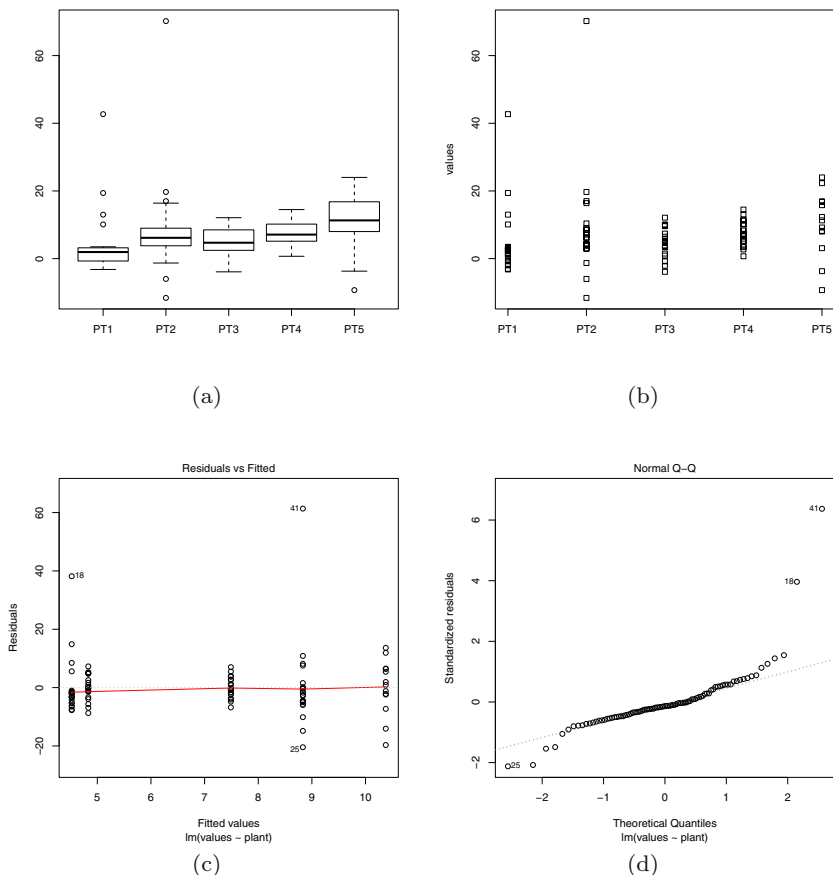 60
40
20
0
PT1 PT2 PT3 PT4 PT5
(a)
values
60
40
20
0
PT1 PT2 PT3 PT4 PT5
(b)
Residuals vs Fitted
Residuals
60
40
20
0
−20
41
18
25
5 6 7 8 9 10
Fitted values
lm(values ~ plant)
(c)
Normal Q−Q
Standardized residuals
6
4
2
0
−2
41
18
25
−2 −1 0 1 2
Theoretical Quantiles
lm(values ~ plant)
(d)